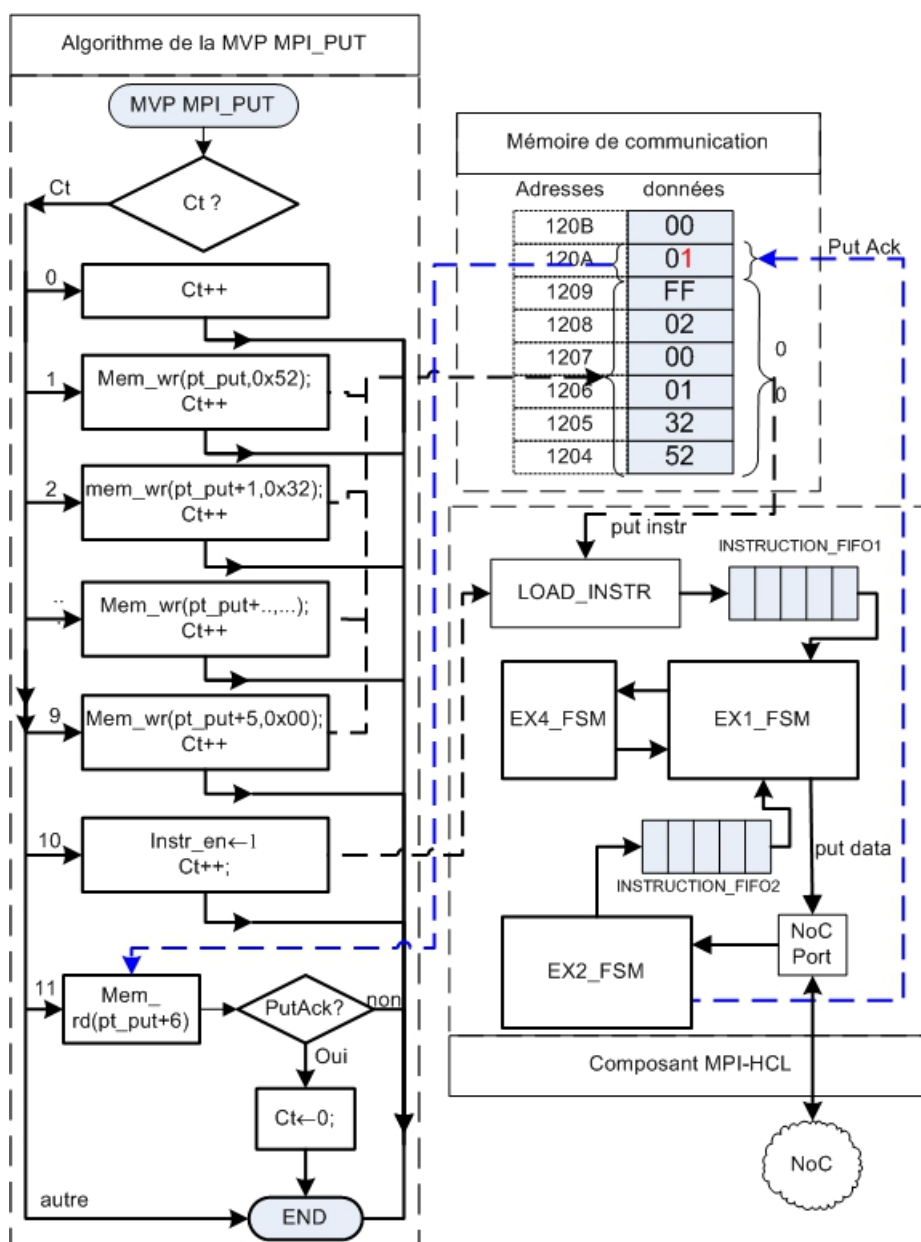 Algorithme de la MVP MPI_PUT
MVP MPI_PUT
Ct
Ct ?
0
Ct++
1
Mem_wr(pt_put,0x52);
Ct++
2
mem_wr(pt_put+1,0x32);
Ct++
..
Mem_wr(pt_put+..,...);
Ct++
9
Mem_wr(pt_put+5,0x00);
Ct++
10
Instr_en←1
Ct++;
11
Mem_
rd(pt_put+6)
PutAck?
non
Oui
Ct←0;
autre
END
Mémoire de communication
Adresses données
120B 00
120A 01
1209 FF
1208 02
1207 00
1206 01
1205 32
1204 52
Put Ack
0
0
put instr
LOAD_INSTR
INSTRUCTION_FIFO1
EX4_FSM
EX1_FSM
INSTRUCTION_FIFO2
put data
EX2_FSM
NoC
Port
Composant MPI-HCL
NoC